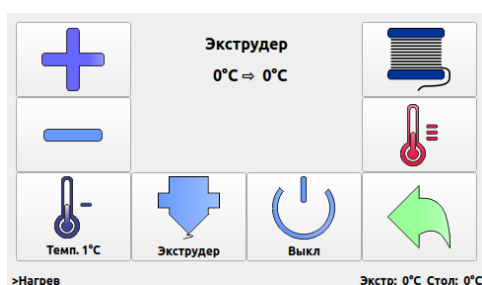 Экструдер
0°C ⇨ 0°C
Темп. 1°C
Экструдер
Выкл
>Нагрев
Экстр: 0°C Стол: 0°C